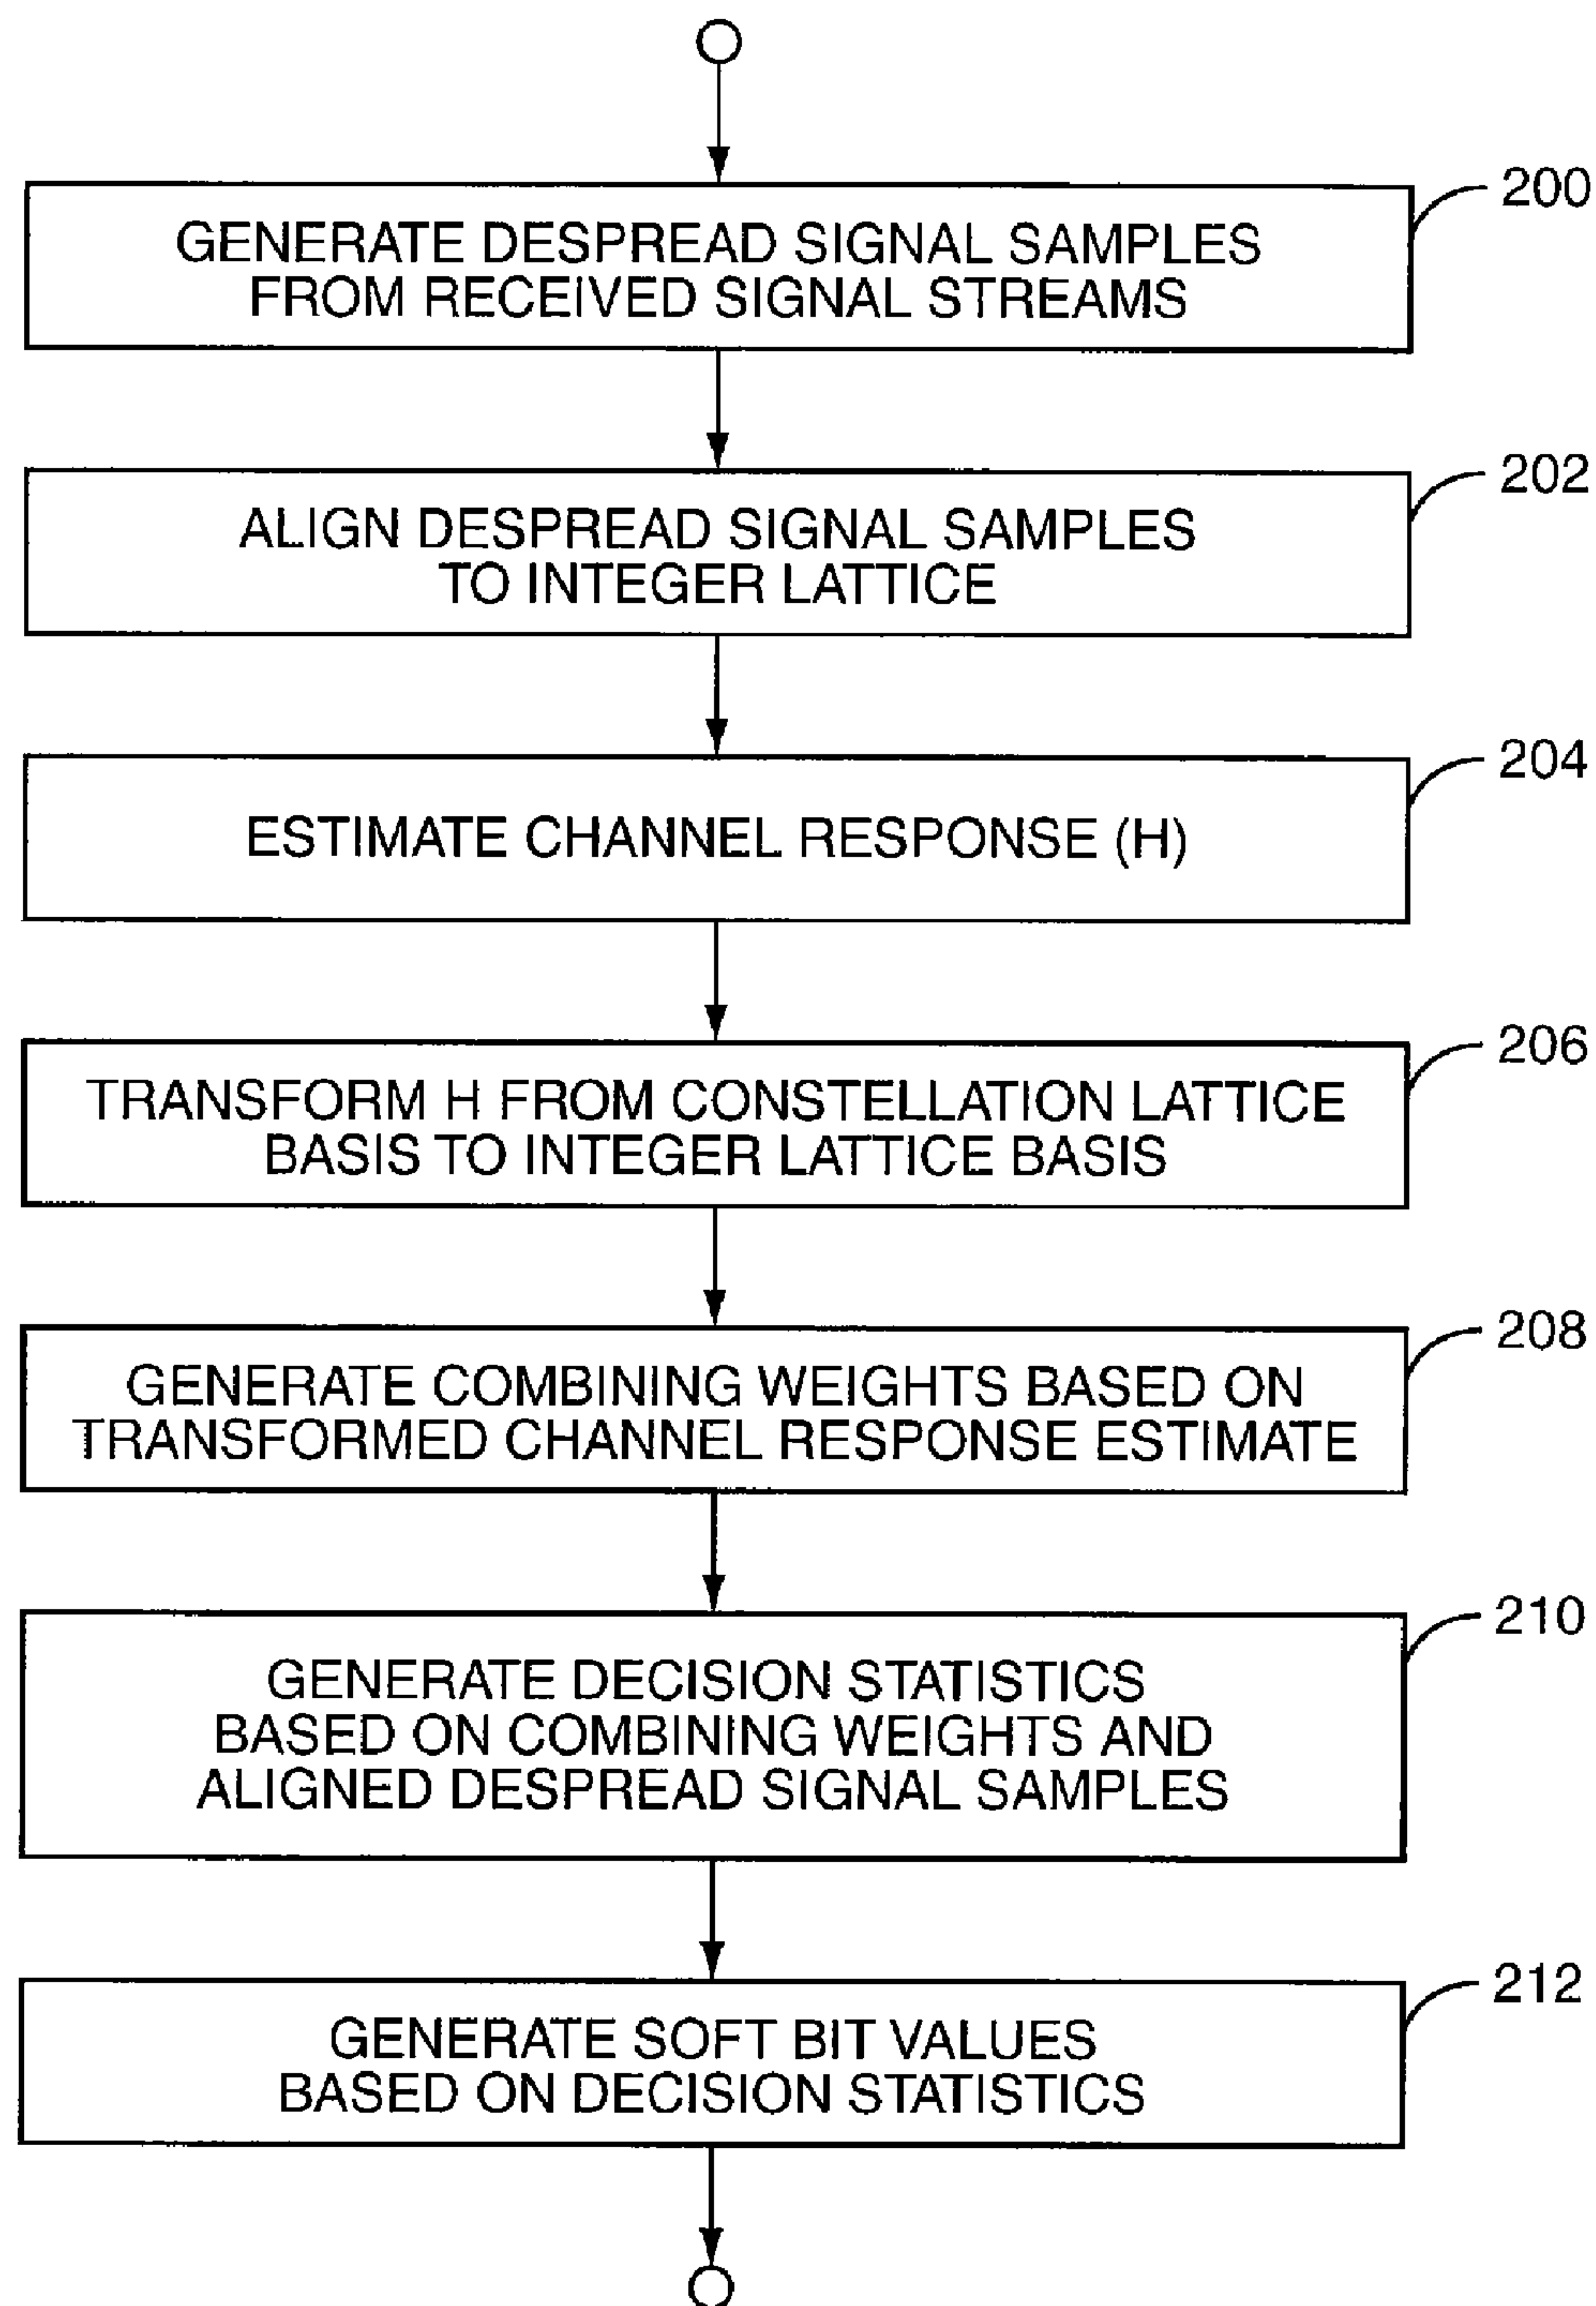 200
GENERATE DESPREAD SIGNAL SAMPLES
FROM RECEIVED SIGNAL STREAMS
202
ALIGN DESPREAD SIGNAL SAMPLES
TO INTEGER LATTICE
204
ESTIMATE CHANNEL RESPONSE (H)
206
TRANSFORM H FROM CONSTELLATION LATTICE
BASIS TO INTEGER LATTICE BASIS
208
GENERATE COMBINING WEIGHTS BASED ON
TRANSFORMED CHANNEL RESPONSE ESTIMATE
210
GENERATE DECISION STATISTICS
BASED ON COMBINING WEIGHTS AND
ALIGNED DESPREAD SIGNAL SAMPLES
212
GENERATE SOFT BIT VALUES
BASED ON DECISION STATISTICS